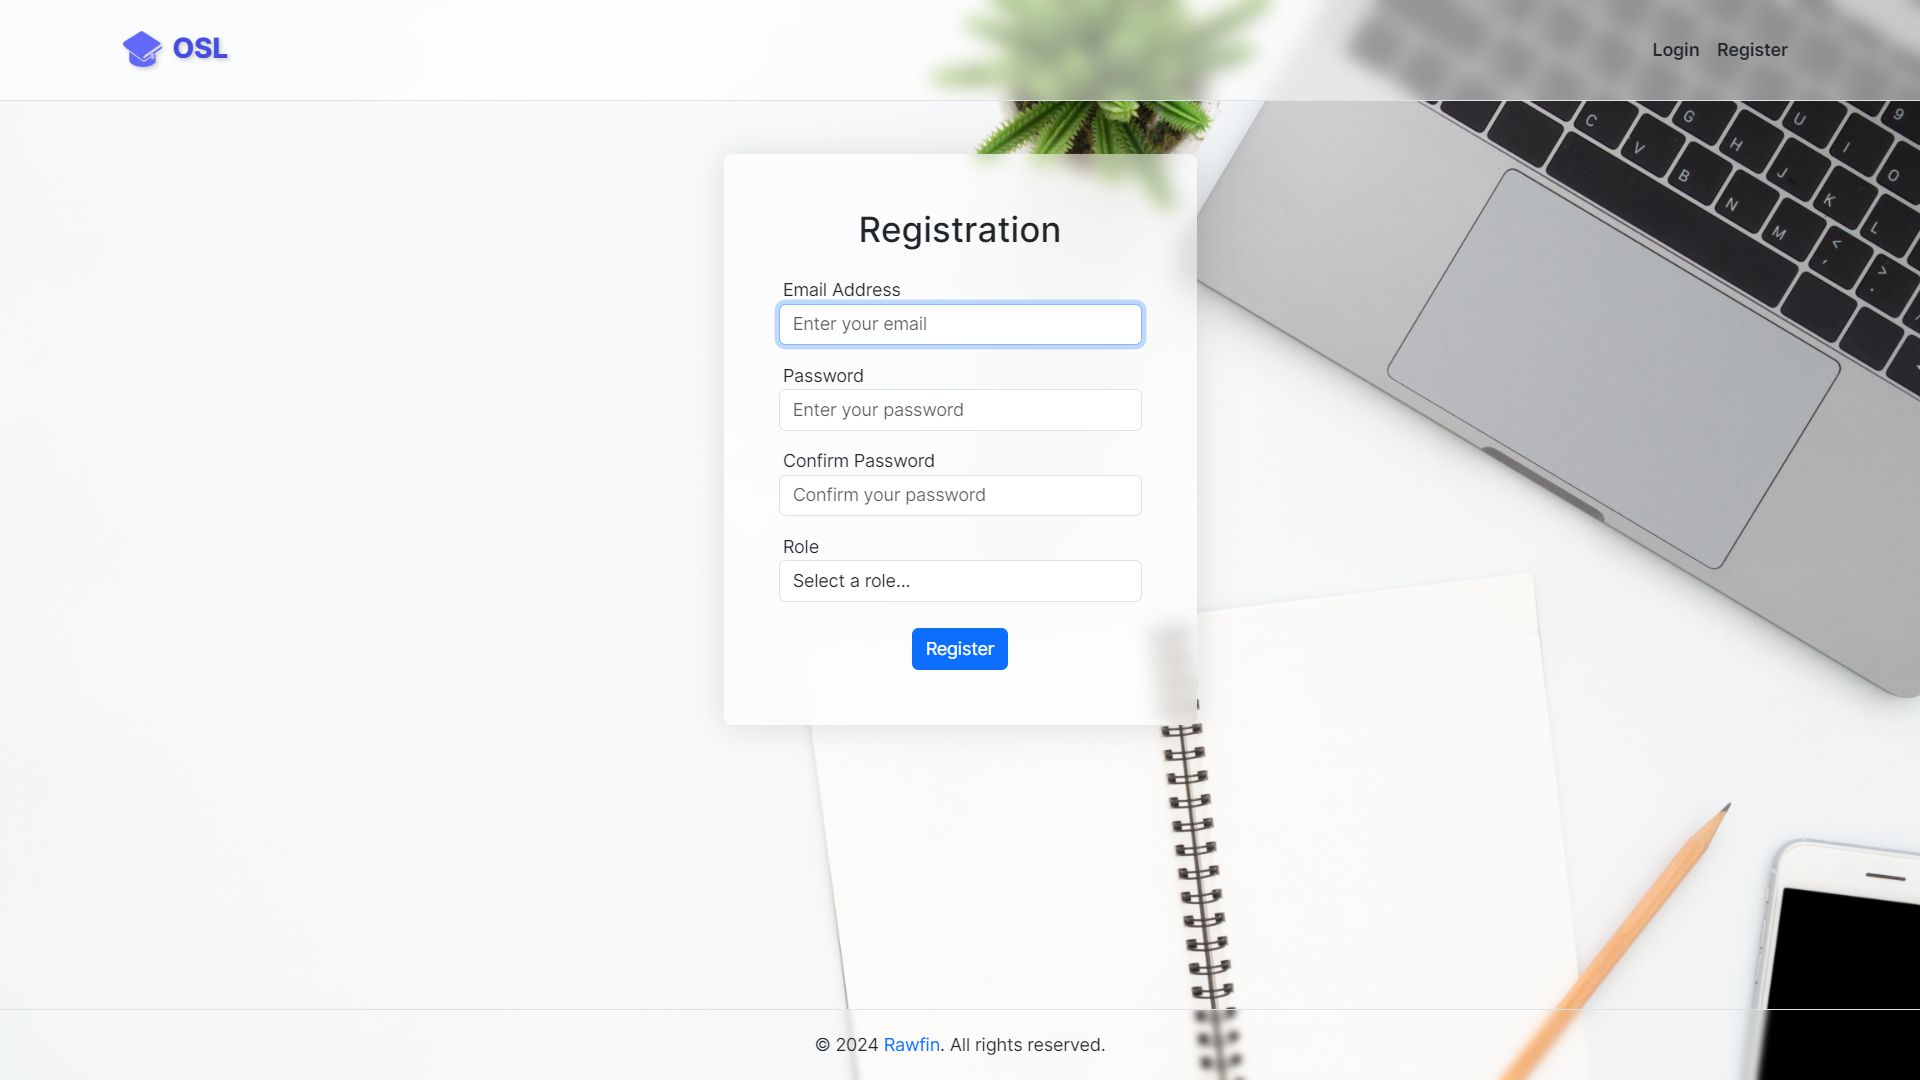 OSL
Login
Register
Registration
Email Address
Enter your email
Password
Enter your password
Confirm Password
Confirm your password
Role
Select a role...
Register
© 2024 Rawfin. All rights reserved.
C
V
B
N
M
G
H
J
K
L
U
I
O
9
<
,
>
.